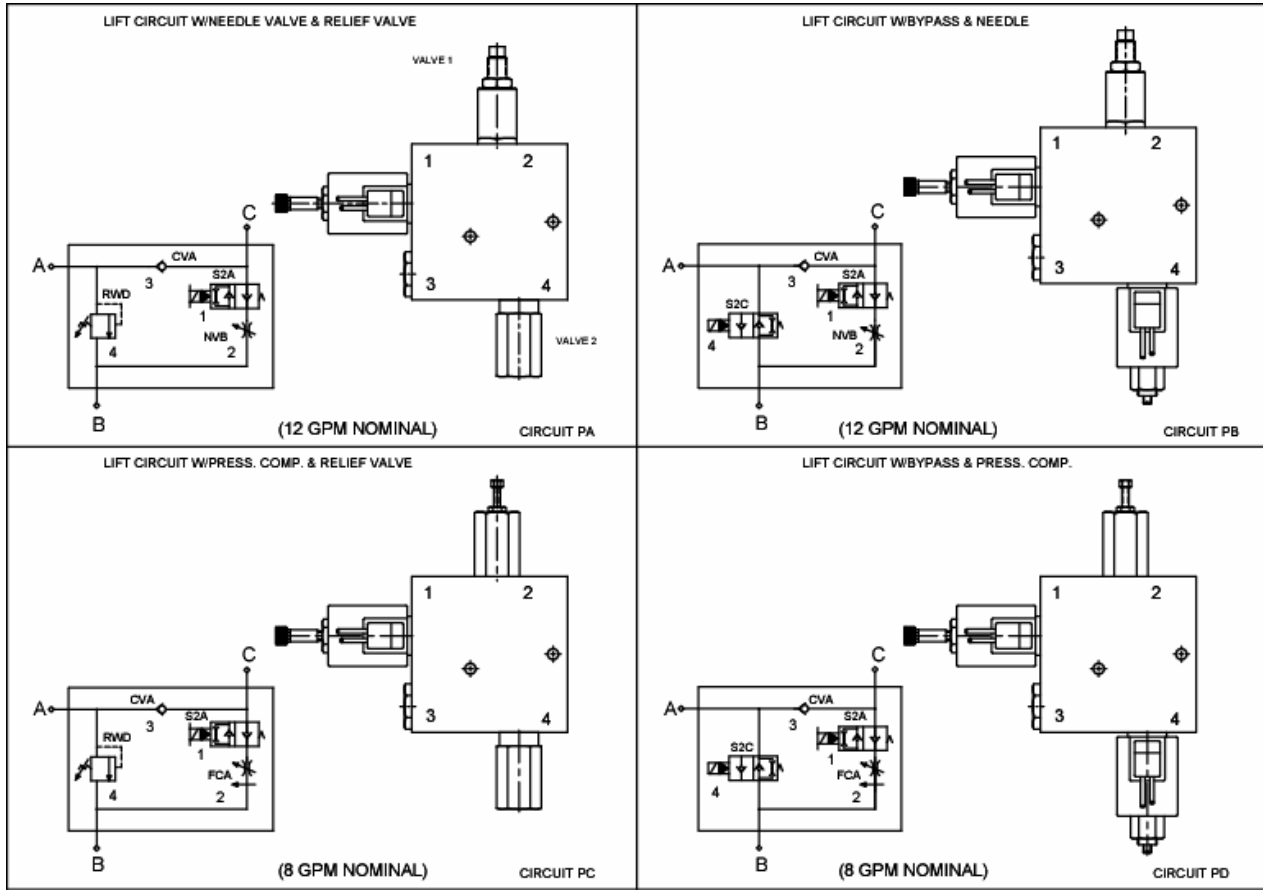 LIFT CIRCUIT W/NEEDLE VALVE & RELIEF VALVE
VALVE 1
1 2
3 4
VALVE 2
C
A
CVA
3
S2A
RWD
1
NVB
4
2
B
(12 GPM NOMINAL)
CIRCUIT PA
LIFT CIRCUIT W/BYPASS & NEEDLE
1 2
3 4
C
A
CVA
3
S2A
S2C
1
NVB
4
2
B
(12 GPM NOMINAL)
CIRCUIT PB
LIFT CIRCUIT W/PRESS. COMP. & RELIEF VALVE
1 2
3 4
C
A
CVA
3
S2A
RWD
1
FCA
4
2
B
(8 GPM NOMINAL)
CIRCUIT PC
LIFT CIRCUIT W/BYPASS & PRESS. COMP.
1 2
3 4
C
A
CVA
3
S2A
S2C
1
FCA
4
2
B
(8 GPM NOMINAL)
CIRCUIT PD